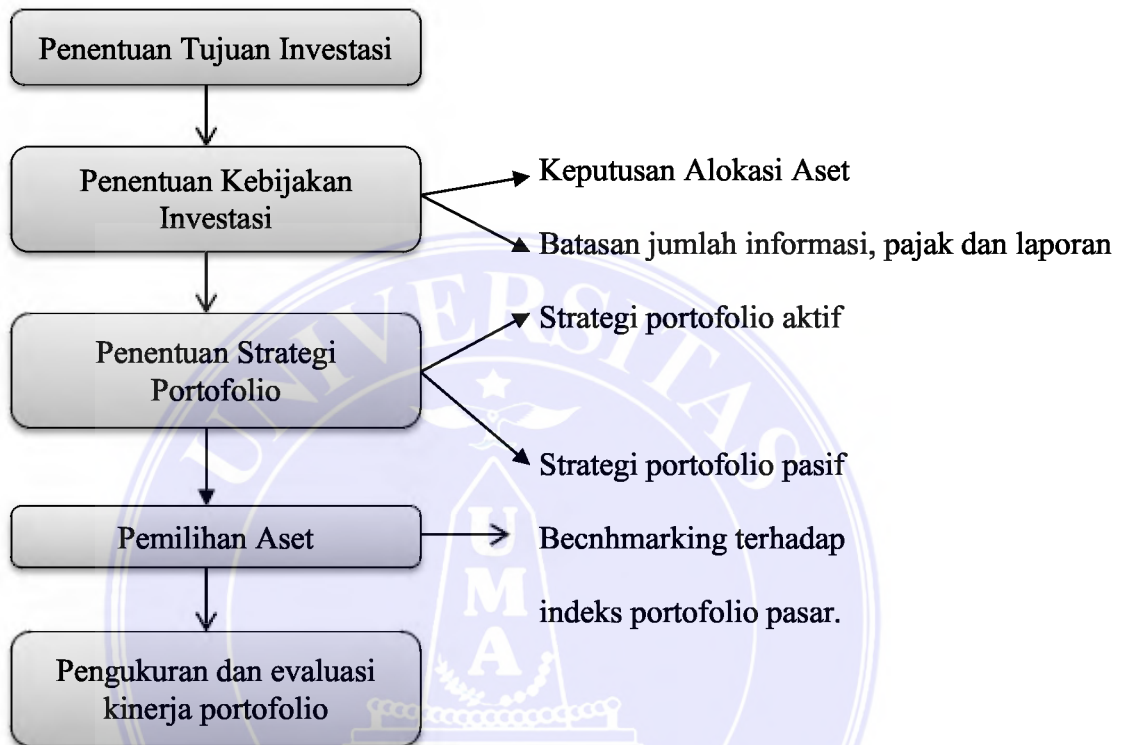 Penentuan Tujuan Investasi
Penentuan Kebijakan
Investasi
Keputusan Alokasi Aset
Batasan jumlah informasi, pajak dan laporan
Penentuan Strategi
Portofolio
Strategi portofolio aktif
Strategi portofolio pasif
Pemilihan Aset
Becnhmarking terhadap
indeks portofolio pasar.
Pengukuran dan evaluasi
kinerja portofolio
UNIVERSITAS
U
M
A